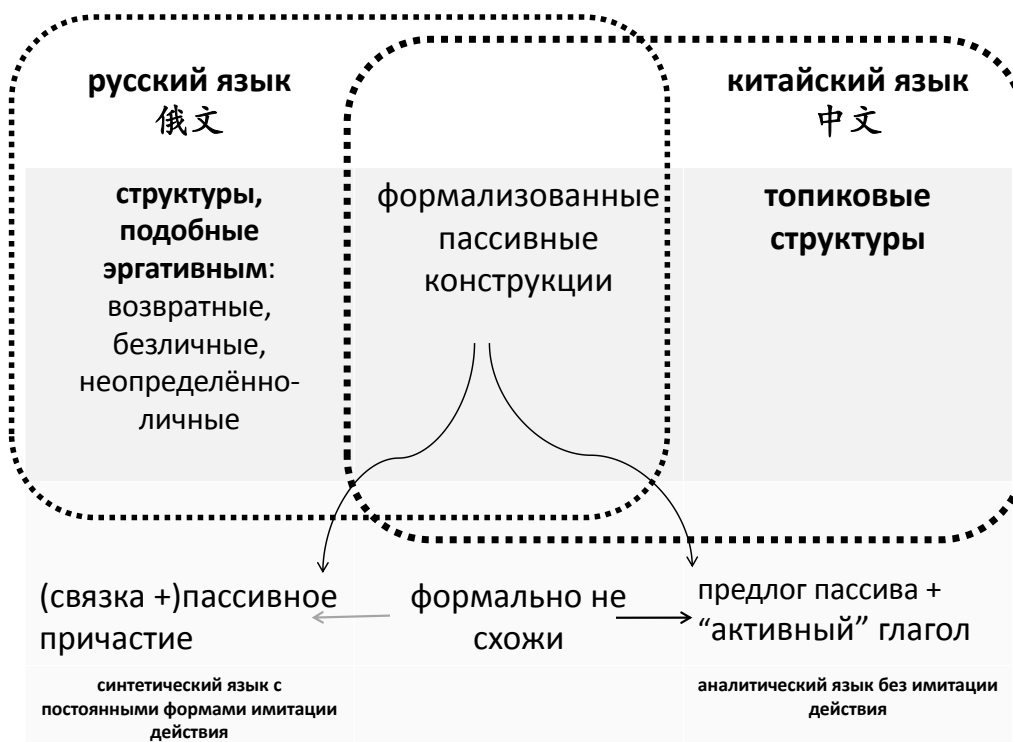 русский язык
俄文
китайский язык
中文
структуры,
подобные
эргативным:
возвратные,
безличные,
неопределённо-
личные
формализованные
пассивные
конструкции
топиковые
структуры
(связка +)пассивное
причастие
формально не
схожи
предлог пассива +
“активный” глагол
синтетический язык с
постоянными формами имитации
действия
аналитический язык без имитации
действия